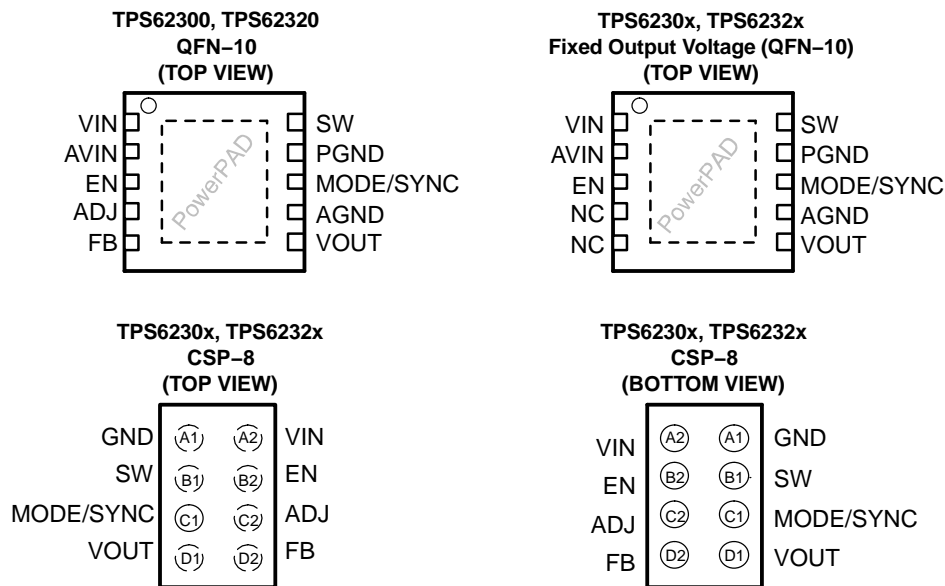 TPS62300, TPS62320
QFN–10
(TOP VIEW)
VIN
AVIN
EN
ADJ
FB
PowerPAD
SW
PGND
MODE/SYNC
AGND
VOUT
TPS6230x, TPS6232x
Fixed Output Voltage (QFN–10)
(TOP VIEW)
VIN
AVIN
EN
NC
NC
PowerPAD
SW
PGND
MODE/SYNC
AGND
VOUT
TPS6230x, TPS6232x
CSP–8
(TOP VIEW)
GND A1 A2 VIN
SW B1 B2 EN
MODE/SYNC C1 C2 ADJ
VOUT D1 D2 FB
TPS6230x, TPS6232x
CSP–8
(BOTTOM VIEW)
VIN A2 A1 GND
EN B2 B1 SW
ADJ C2 C1 MODE/SYNC
FB D2 D1 VOUT